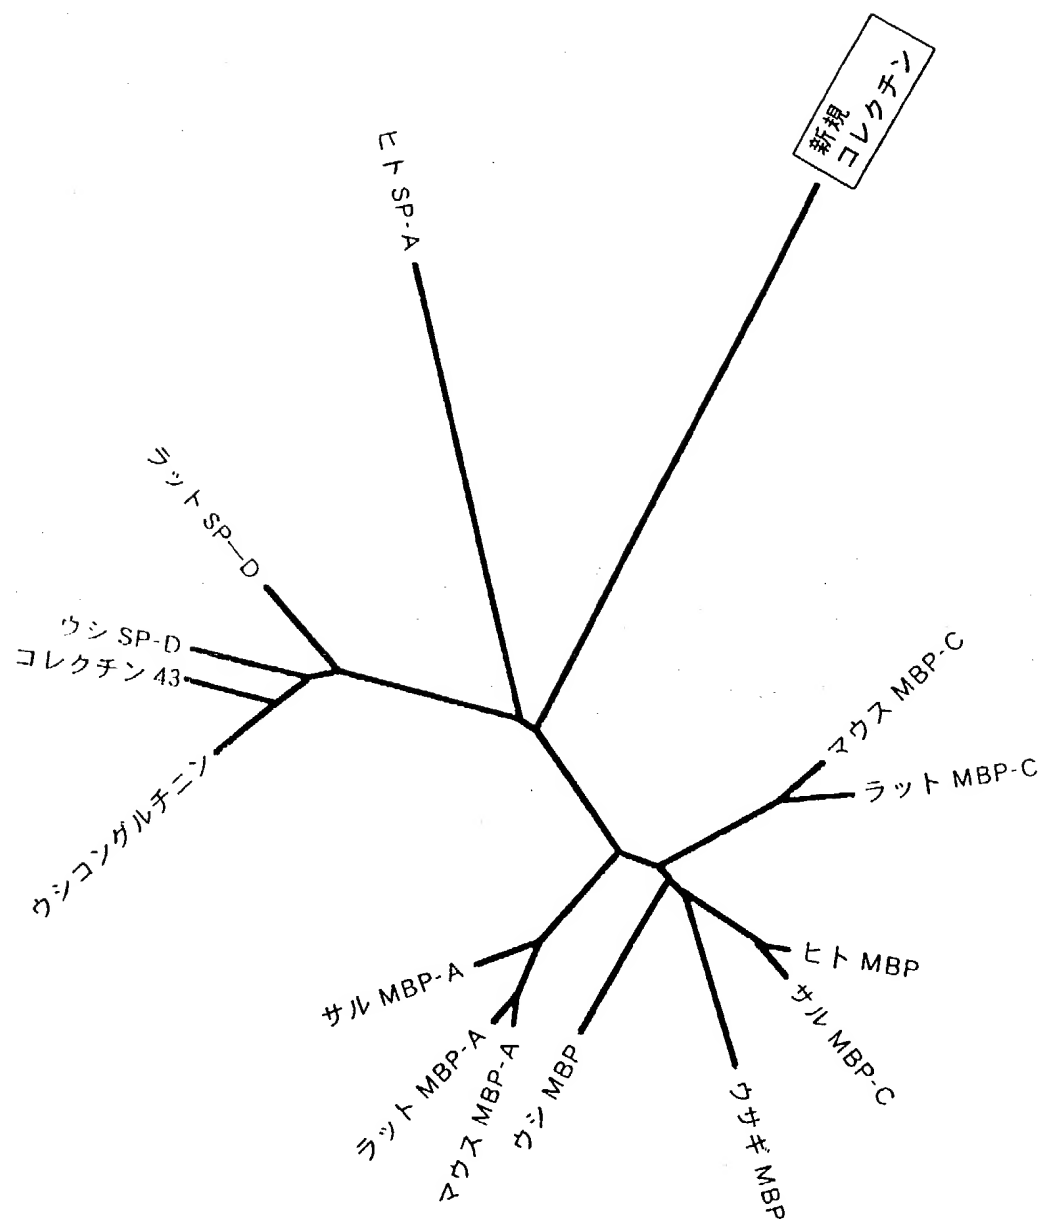 新規
コレクチン
ヒト SP-A
ラット SP-D
ウシ SP-D
コレクチン 43
ウシコングルチニン
マウス MBP-C
ラット MBP-C
ヒト MBP
サル MBP-C
ウサギ MBP
ウシ MBP
マウス MBP-A
ラット MBP-A
サル MBP-A